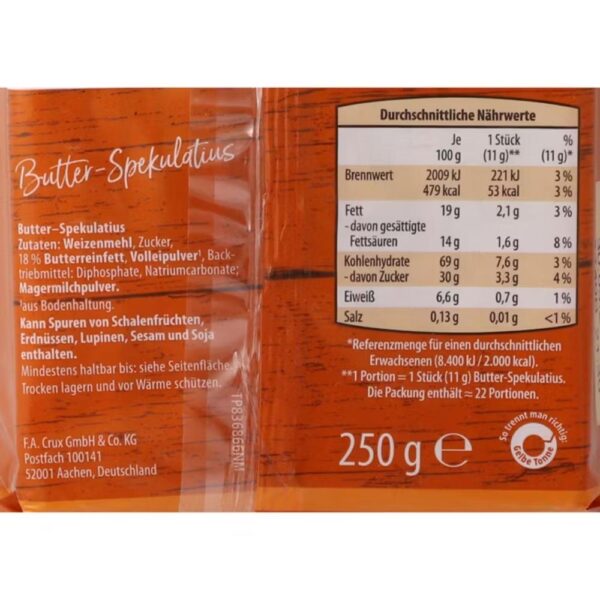 Butter-Spekulatius
Butter–Spekulatius
Zutaten: Weizenmehl, Zucker,
18 % Butterreinfett, Volleipulver¹, Back-
triebmittel: Diphosphate, Natriumcarbonate;
Magermilchpulver.
¹aus Bodenhaltung.
Kann Spuren von Schalenfrüchten,
Erdnüssen, Lupinen, Sesam und Soja
enthalten.
Mindestens haltbar bis: siehe Seitenfläche.
Trocken lagern und vor Wärme schützen.
F.A. Crux GmbH & Co. KG
Postfach 100141
52001 Aachen, Deutschland
TP836866NM
Durchschnittliche Nährwerte
Je 1 Stück %
100 g (11 g)** (11 g)*
Brennwert 2009 kJ 221 kJ 3 %
479 kcal 53 kcal 3 %
Fett 19 g 2,1 g 3 %
- davon gesättigte
Fettsäuren 14 g 1,6 g 8 %
Kohlenhydrate 69 g 7,6 g 3 %
- davon Zucker 30 g 3,3 g 4 %
Eiweiß 6,6 g 0,7 g 1 %
Salz 0,13 g 0,01 g <1 %
*Referenzmenge für einen durchschnittlichen
Erwachsenen (8.400 kJ / 2.000 kcal).
**1 Portion = 1 Stück (11 g) Butter-Spekulatius.
Die Packung enthält ≈ 22 Portionen.
250 g ℮
So trennt man richtig:
Gelbe Tonne